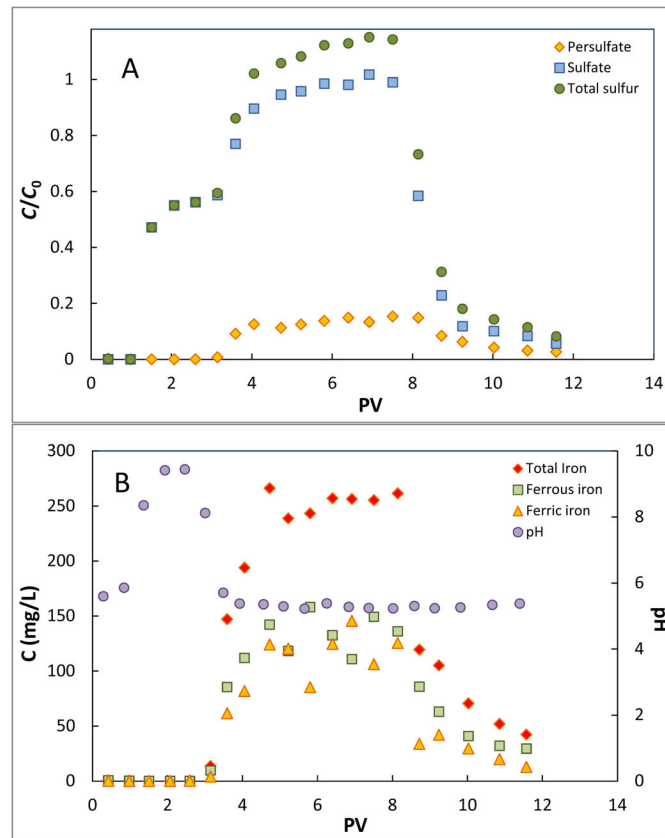 A
Persulfate
Sulfate
Total sulfur
1
0.8
0.6
0.4
0.2
0
C/C0
0 2 4 6 8 10 12 14
PV
B
Total Iron
Ferrous iron
Ferric iron
pH
300
250
200
150
100
50
0
C (mg/L)
10
8
6
4
2
0
pH
0 2 4 6 8 10 12 14
PV